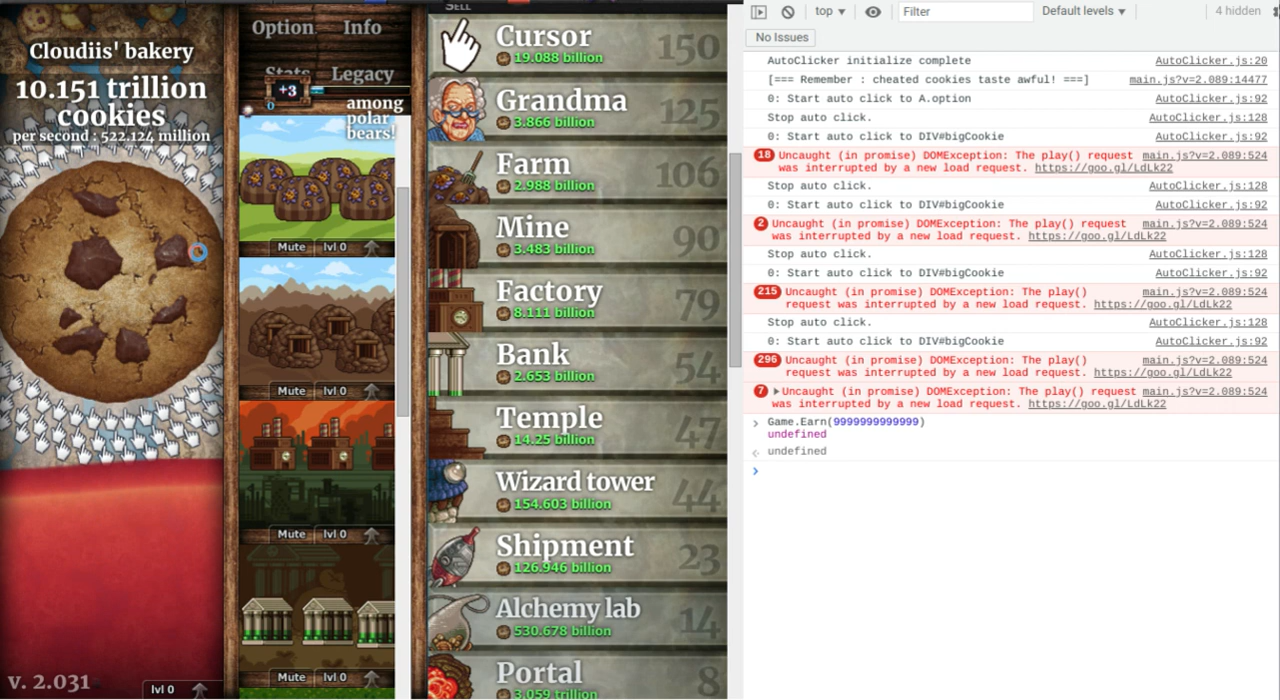 Cloudiis' bakery
10.151 trillion
cookies
per second : 522.124 million
v. 2.031
lvl 0
Option
Info
Stats
Legacy
+3
0
among
polar
bears!
Mute lvl 0
Mute lvl 0
Mute lvl 0
Mute lvl 0
SELL
Cursor
19.088 billion
150
Grandma
3.866 billion
125
Farm
2.988 billion
106
Mine
3.483 billion
90
Factory
8.111 billion
79
Bank
2.653 billion
54
Temple
14.25 billion
47
Wizard tower
154.603 billion
44
Shipment
126.946 billion
23
Alchemy lab
530.678 billion
14
Portal
3.059 trillion
8
top ▼ Filter Default levels ▼ 4 hidden
No Issues
AutoClicker initialize complete AutoClicker.js:20
[=== Remember : cheated cookies taste awful! ===] main.js?v=2.089:14477
0: Start auto click to A.option AutoClicker.js:92
Stop auto click. AutoClicker.js:128
0: Start auto click to DIV#bigCookie AutoClicker.js:92
18 Uncaught (in promise) DOMException: The play() request main.js?v=2.089:524
was interrupted by a new load request. https://goo.gl/LdLk22
Stop auto click. AutoClicker.js:128
0: Start auto click to DIV#bigCookie AutoClicker.js:92
2 Uncaught (in promise) DOMException: The play() request main.js?v=2.089:524
was interrupted by a new load request. https://goo.gl/LdLk22
Stop auto click. AutoClicker.js:128
0: Start auto click to DIV#bigCookie AutoClicker.js:92
215 Uncaught (in promise) DOMException: The play() main.js?v=2.089:524
request was interrupted by a new load request. https://goo.gl/LdLk22
Stop auto click. AutoClicker.js:128
0: Start auto click to DIV#bigCookie AutoClicker.js:92
296 Uncaught (in promise) DOMException: The play() main.js?v=2.089:524
request was interrupted by a new load request. https://goo.gl/LdLk22
7 ▶Uncaught (in promise) DOMException: The play() request main.js?v=2.089:524
was interrupted by a new load request. https://goo.gl/LdLk22
> Game.Earn(9999999999999)
undefined
undefined
>